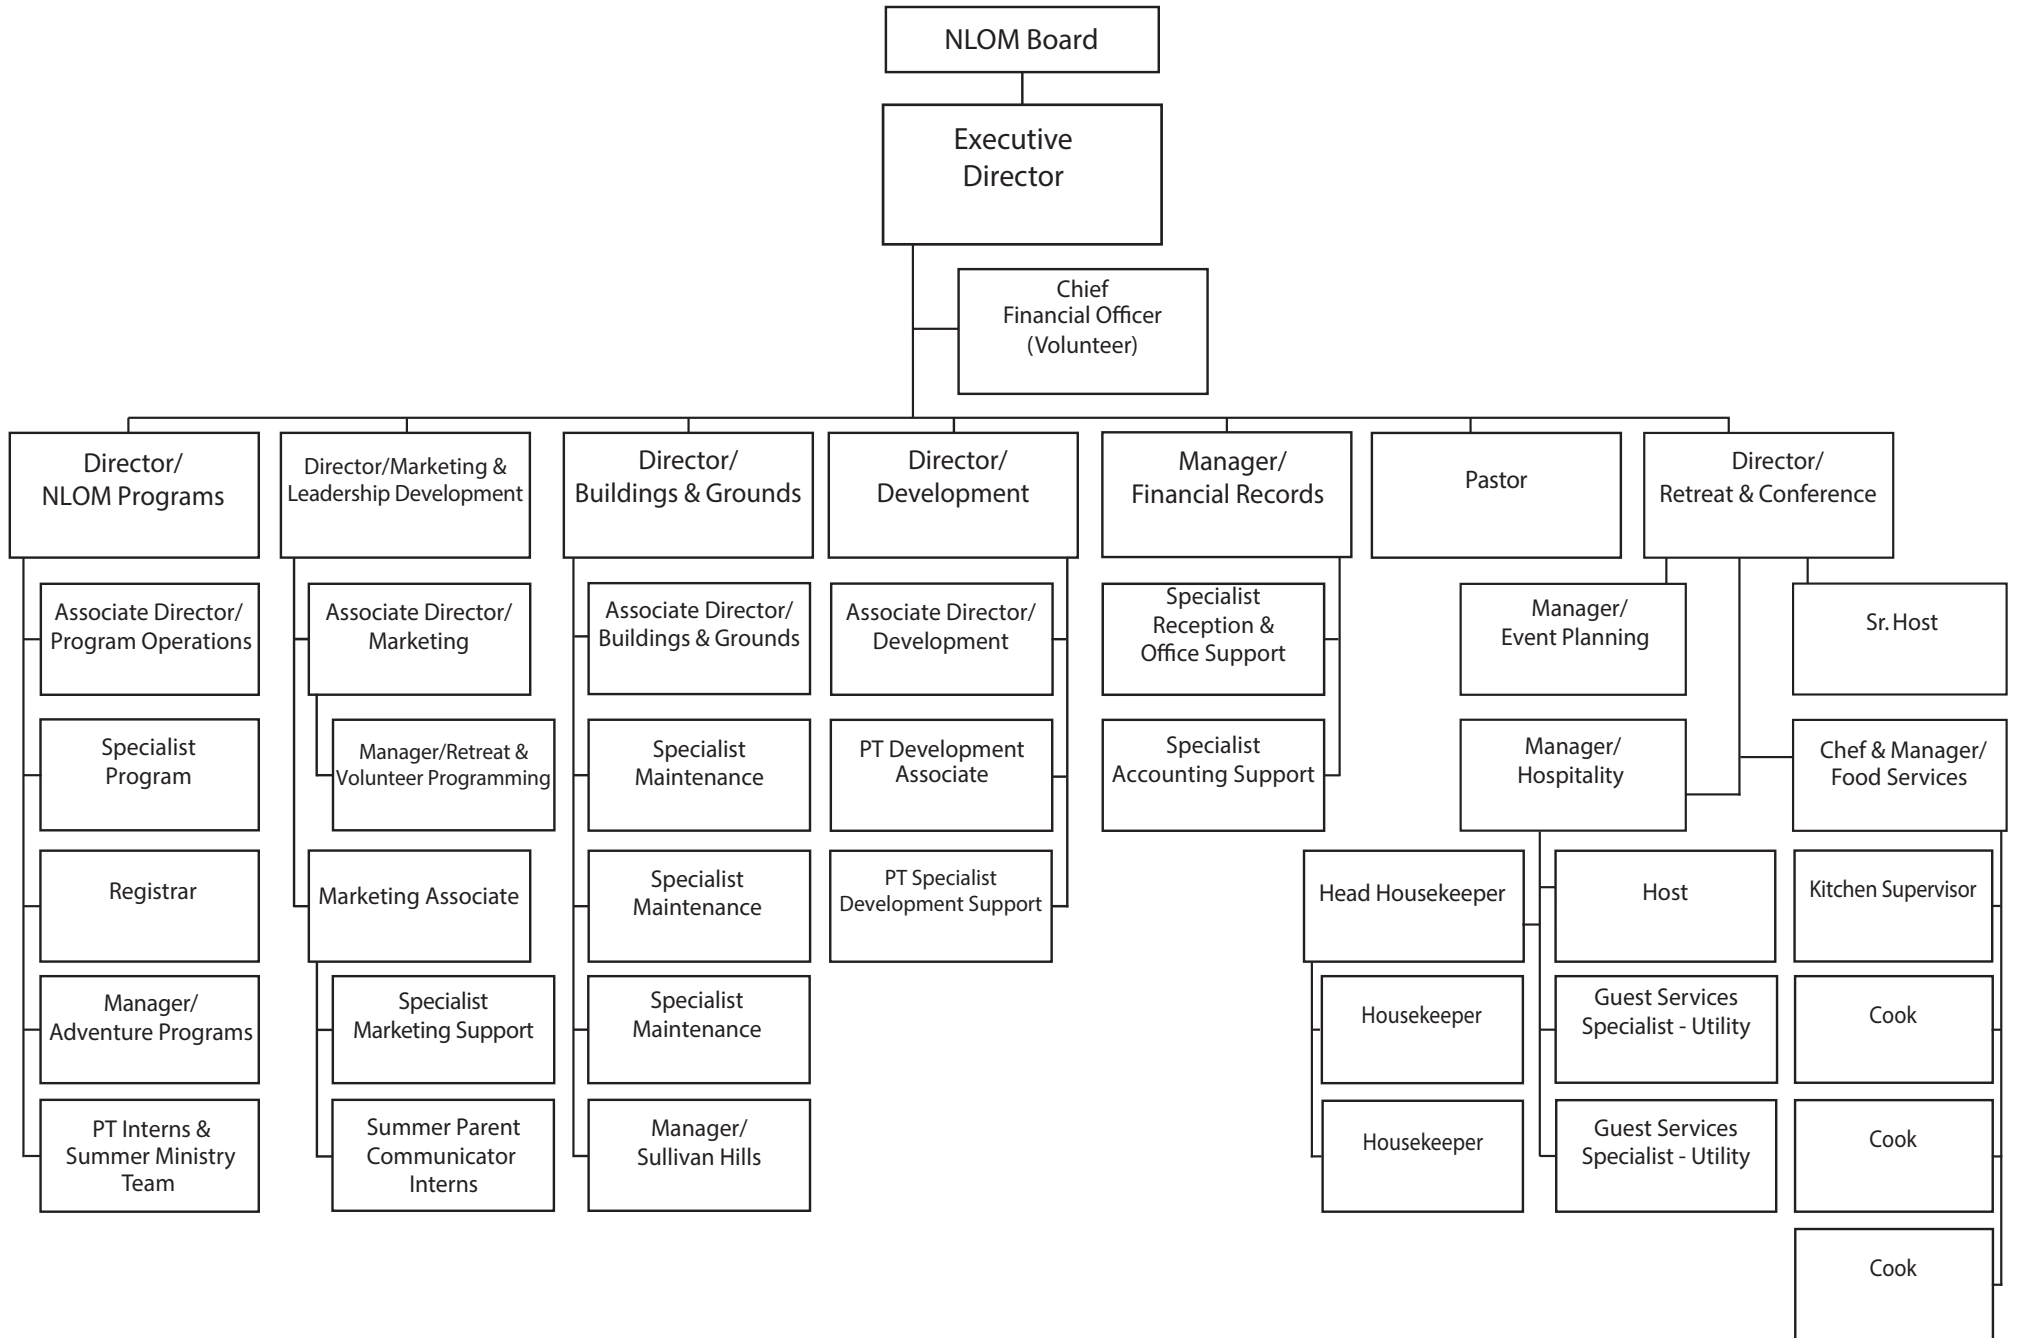 NLOM Board
Executive
Director
Chief
Financial Officer
(Volunteer)
Director/
NLOM Programs
Director/Marketing &
Leadership Development
Director/
Buildings & Grounds
Director/
Development
Manager/
Financial Records
Pastor
Director/
Retreat & Conference
Associate Director/
Program Operations
Associate Director/
Marketing
Associate Director/
Buildings & Grounds
Associate Director/
Development
Specialist
Reception &
Office Support
Manager/
Event Planning
Sr. Host
Specialist
Program
Manager/Retreat &
Volunteer Programming
Specialist
Maintenance
PT Development
Associate
Specialist
Accounting Support
Manager/
Hospitality
Chef & Manager/
Food Services
Registrar
Marketing Associate
Specialist
Maintenance
PT Specialist
Development Support
Head Housekeeper
Host
Kitchen Supervisor
Manager/
Adventure Programs
Specialist
Marketing Support
Specialist
Maintenance
Housekeeper
Guest Services
Specialist - Utility
Cook
PT Interns &
Summer Ministry
Team
Summer Parent
Communicator
Interns
Manager/
Sullivan Hills
Housekeeper
Guest Services
Specialist - Utility
Cook
Cook